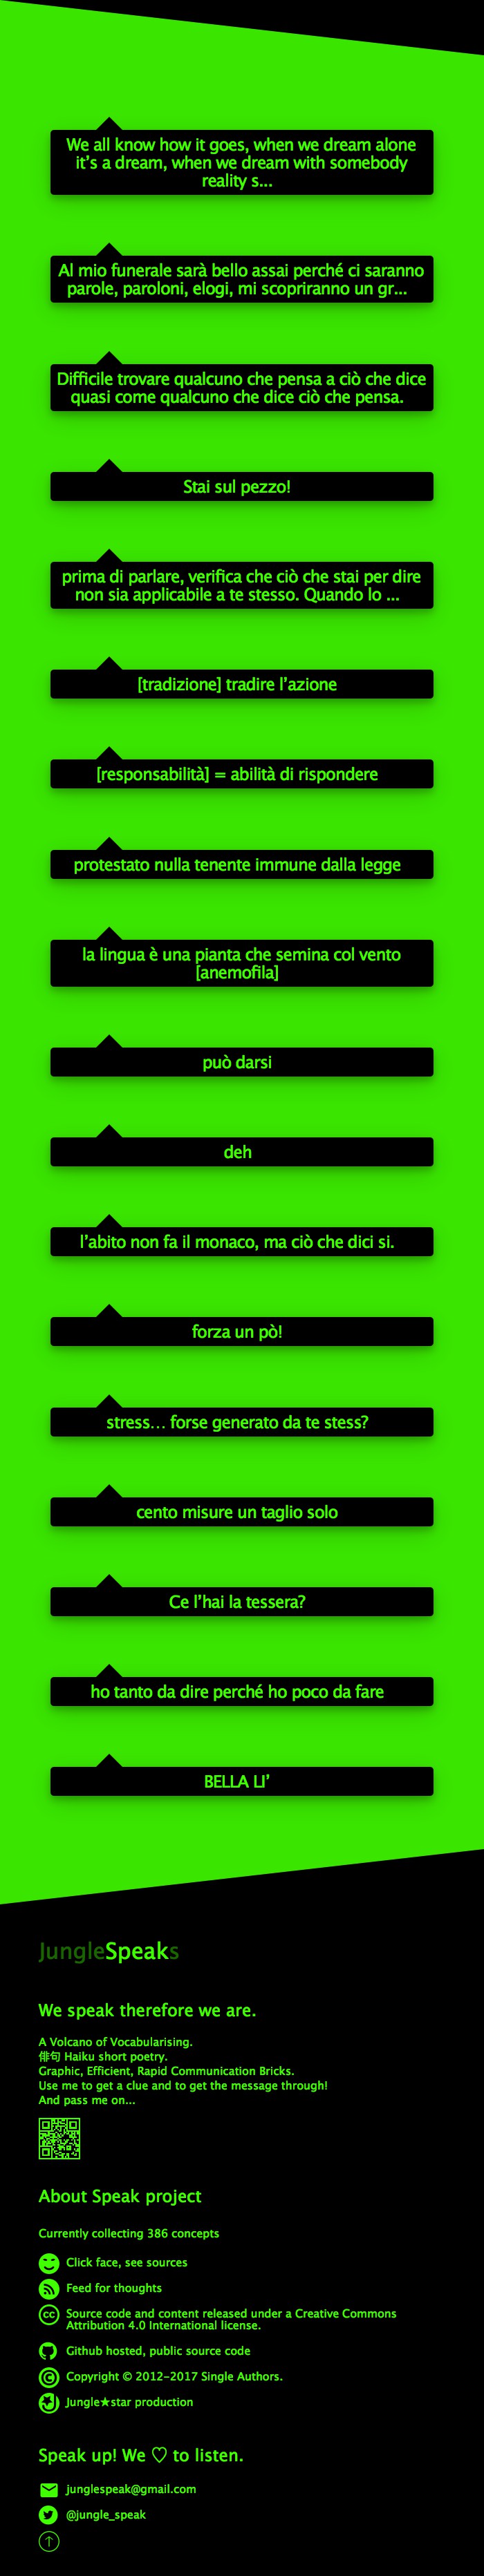 We all know how it goes, when we dream alone
it’s a dream, when we dream with somebody
reality s...
Al mio funerale sarà bello assai perché ci saranno
parole, paroloni, elogi, mi scopriranno un gr...
Difficile trovare qualcuno che pensa a ciò che dice
quasi come qualcuno che dice ciò che pensa.
Stai sul pezzo!
prima di parlare, verifica che ciò che stai per dire
non sia applicabile a te stesso. Quando lo ...
[tradizione] tradire l’azione
[responsabilità] = abilità di rispondere
protestato nulla tenente immune dalla legge
la lingua è una pianta che semina col vento
[anemofila]
può darsi
deh
l’abito non fa il monaco, ma ciò che dici si.
forza un pò!
stress... forse generato da te stess?
cento misure un taglio solo
Ce l’hai la tessera?
ho tanto da dire perché ho poco da fare
BELLA LI’
JungleSpeaks
We speak therefore we are.
A Volcano of Vocabularising.
俳句 Haiku short poetry.
Graphic, Efficient, Rapid Communication Bricks.
Use me to get a clue and to get the message through!
And pass me on...
About Speak project
Currently collecting 386 concepts
Click face, see sources
Feed for thoughts
Source code and content released under a Creative Commons
Attribution 4.0 International license.
Github hosted, public source code
Copyright © 2012-2017 Single Authors.
Jungle★star production
Speak up! We ♡ to listen.
junglespeak@gmail.com
@jungle_speak